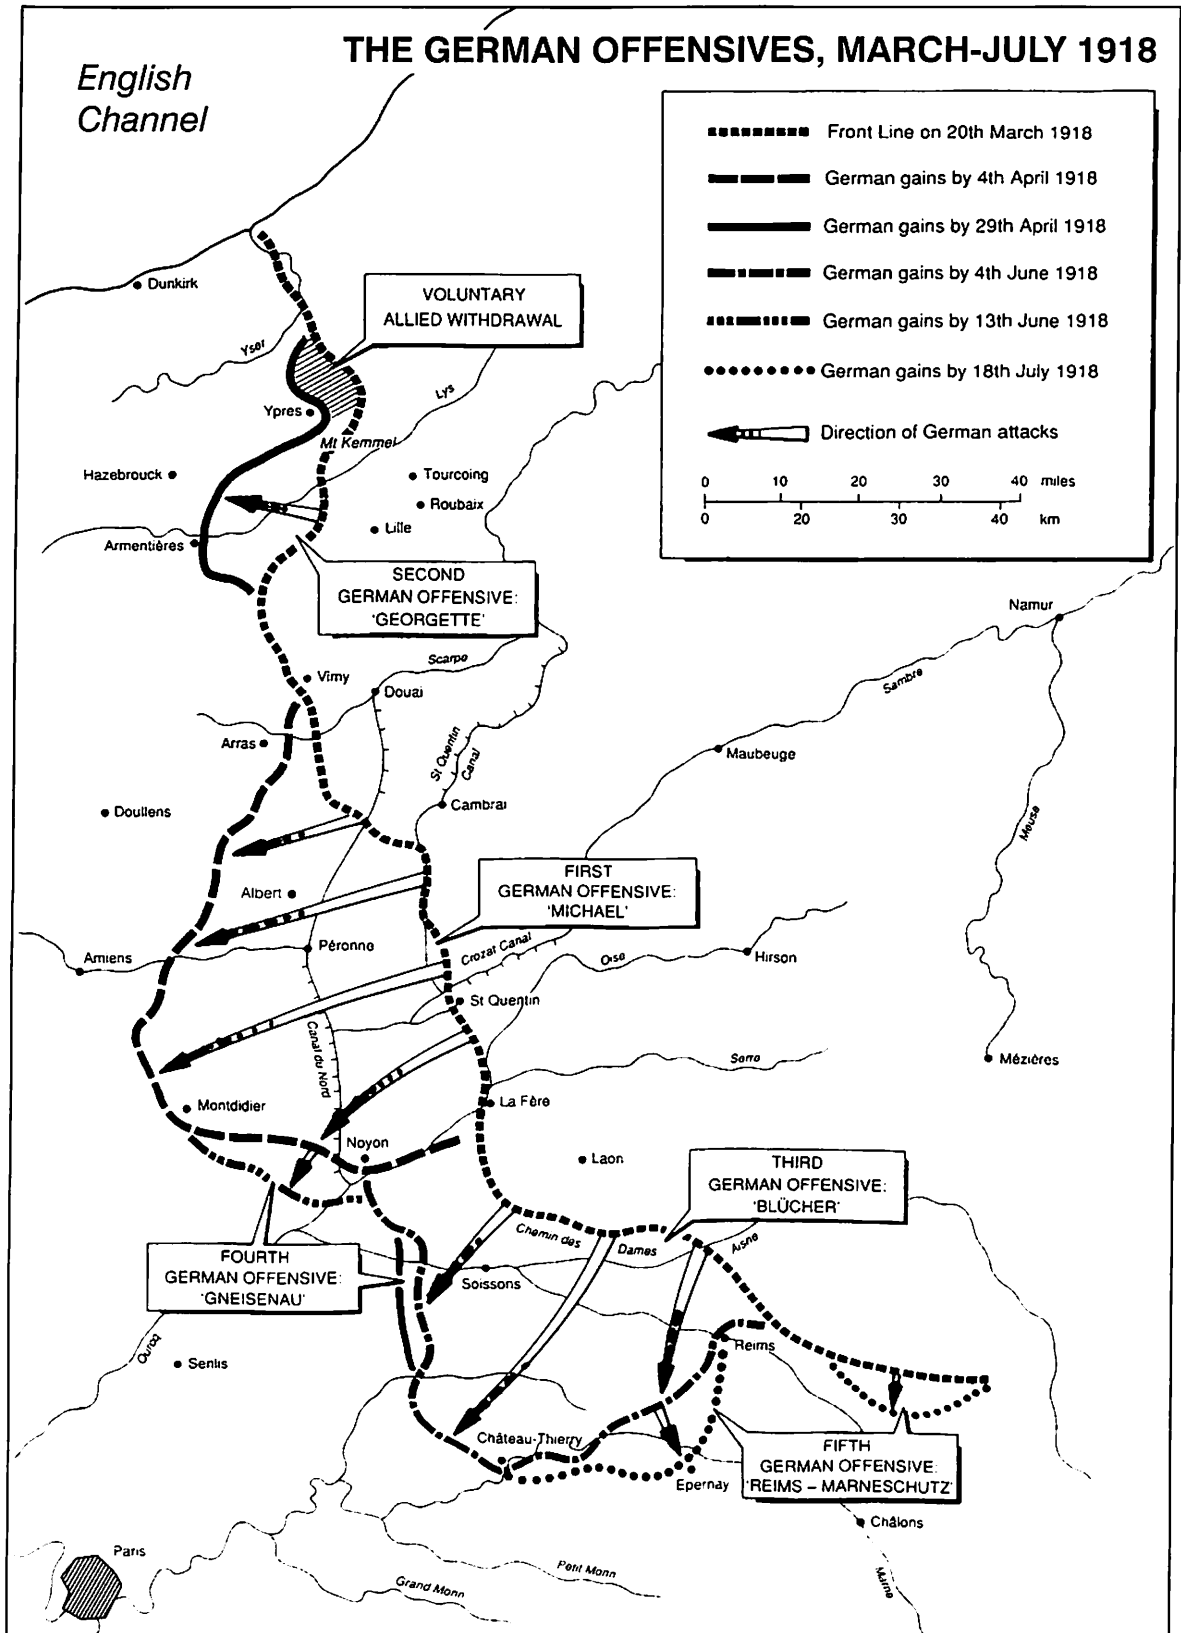 THE GERMAN OFFENSIVES, MARCH-JULY 1918
English
Channel
Front Line on 20th March 1918
German gains by 4th April 1918
German gains by 29th April 1918
German gains by 4th June 1918
German gains by 13th June 1918
German gains by 18th July 1918
Direction of German attacks
0 10 20 30 40 miles
0 20 30 40 km
Dunkirk
VOLUNTARY
ALLIED WITHDRAWAL
Yser
Lys
Ypres
Mt Kemmel
Hazebrouck
Tourcoing
Roubaix
Lille
Armentières
SECOND
GERMAN OFFENSIVE:
'GEORGETTE'
Namur
Scarpe
Vimy
Douai
Sambre
Arras
St Quentin
Canal
Maubeuge
Doullens
Cambrai
Meuse
FIRST
GERMAN OFFENSIVE:
'MICHAEL'
Albert
Péronne
Crozat Canal
Amiens
Oise
Hirson
St Quentin
Canal du Nord
Serre
Mézières
Montdidier
La Fère
Noyon
Laon
THIRD
GERMAN OFFENSIVE:
'BLÜCHER'
Chemin des
Dames
Aisne
FOURTH
GERMAN OFFENSIVE:
'GNEISENAU'
Soissons
Ourcq
Senlis
Reims
Château-Thierry
FIFTH
GERMAN OFFENSIVE:
'REIMS – MARNESCHUTZ'
Epernay
Châlons
Paris
Petit Morin
Grand Morin
Marne